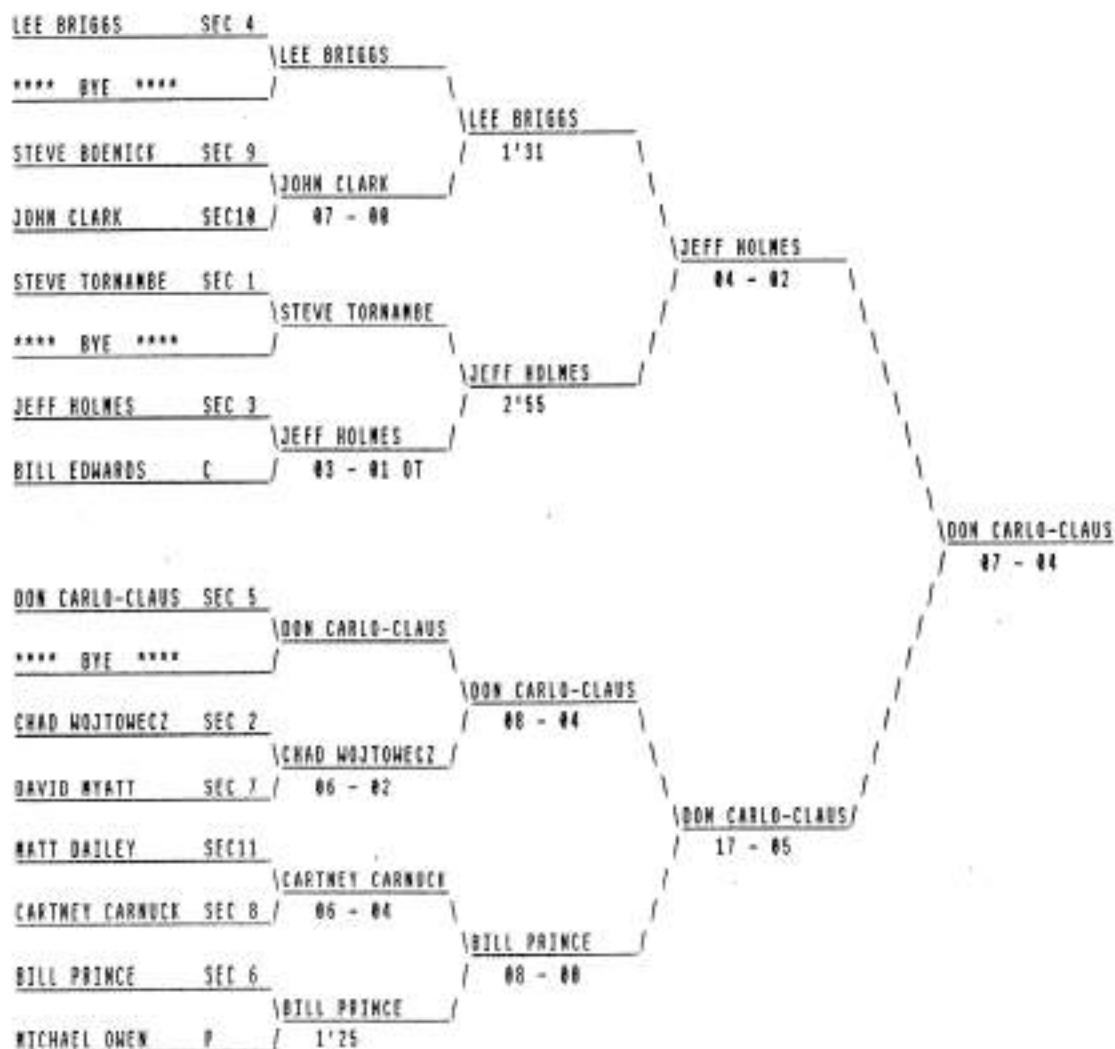 LEE BRIGGS SEC 4
LEE BRIGGS
**** BYE ****
LEE BRIGGS
1'31
STEVE BOEMICK SEC 9
JOHN CLARK
07 - 00
JOHN CLARK SEC10
JEFF HOLMES
04 - 02
STEVE TORNAMBE SEC 1
STEVE TORNAMBE
**** BYE ****
JEFF HOLMES
2'55
JEFF HOLMES SEC 3
JEFF HOLMES
03 - 01 OT
BILL EDWARDS C
DON CARLO-CLAUS
07 - 04
DON CARLO-CLAUS SEC 5
DON CARLO-CLAUS
**** BYE ****
DON CARLO-CLAUS
08 - 04
CHAD WOJTOWECZ SEC 2
CHAD WOJTOWECZ
06 - 02
DAVID MYATT SEC 7
DON CARLO-CLAUS
17 - 05
MATT DAILEY SEC11
CARTNEY CARNUCK
06 - 04
CARTNEY CARNUCK SEC 8
BILL PRINCE
08 - 00
BILL PRINCE SEC 6
BILL PRINCE
1'25
MICHAEL OWEN P